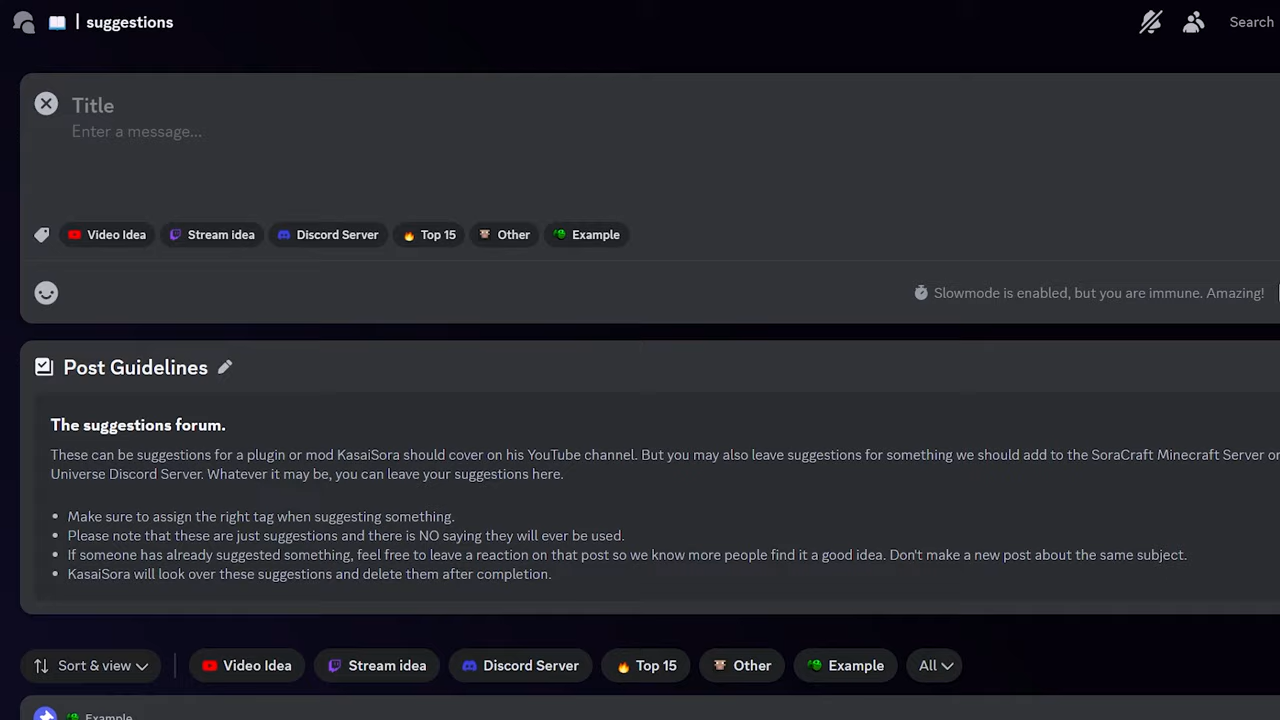 suggestions
Search
Title
Enter a message...
Video Idea Stream idea Discord Server Top 15 Other Example
Slowmode is enabled, but you are immune. Amazing!
Post Guidelines
The suggestions forum.
These can be suggestions for a plugin or mod KasaiSora should cover on his YouTube channel. But you may also leave suggestions for something we should add to the SoraCraft Minecraft Server or
Universe Discord Server. Whatever it may be, you can leave your suggestions here.
• Make sure to assign the right tag when suggesting something.
• Please note that these are just suggestions and there is NO saying they will ever be used.
• If someone has already suggested something, feel free to leave a reaction on that post so we know more people find it a good idea. Don't make a new post about the same subject.
• KasaiSora will look over these suggestions and delete them after completion.
Sort & view Video Idea Stream idea Discord Server Top 15 Other Example All
Example